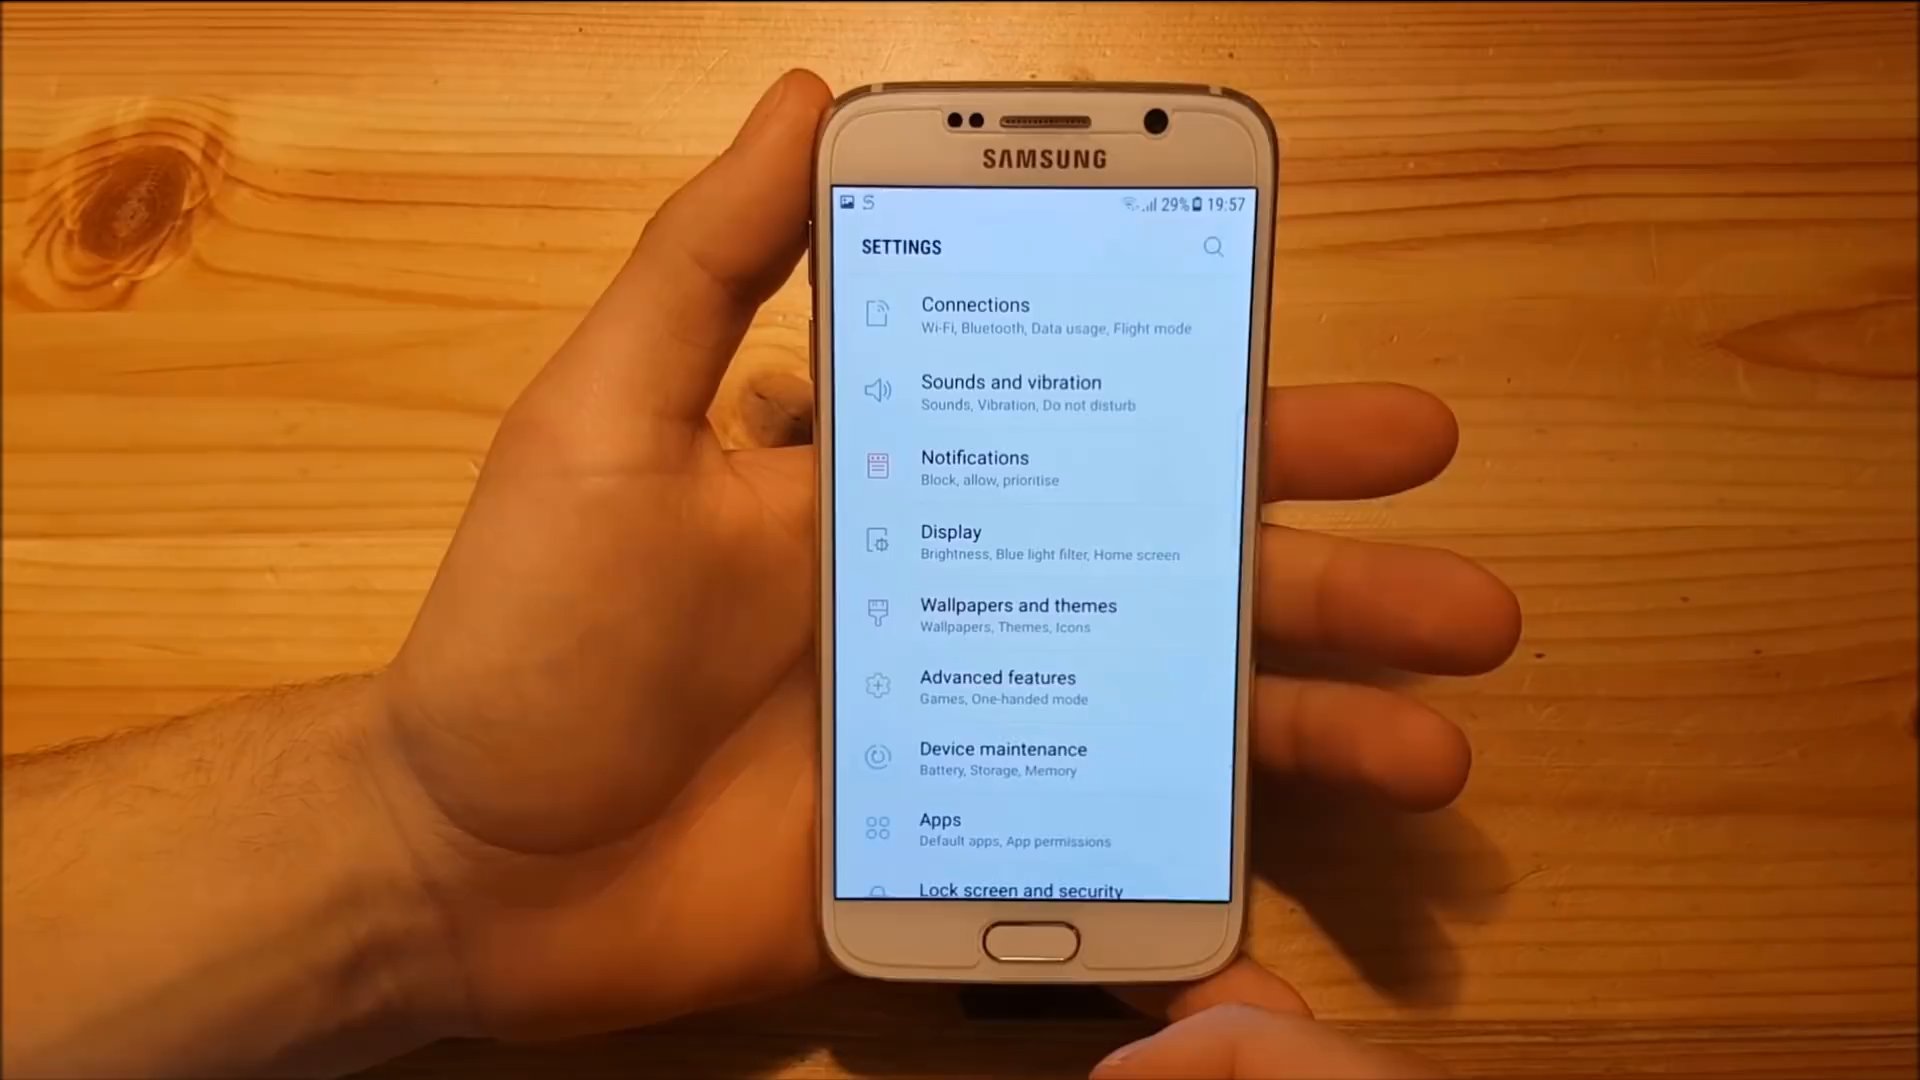 SAMSUNG
29% 19:57
SETTINGS
Connections
Wi-Fi, Bluetooth, Data usage, Flight mode
Sounds and vibration
Sounds, Vibration, Do not disturb
Notifications
Block, allow, prioritise
Display
Brightness, Blue light filter, Home screen
Wallpapers and themes
Wallpapers, Themes, Icons
Advanced features
Games, One-handed mode
Device maintenance
Battery, Storage, Memory
Apps
Default apps, App permissions
Lock screen and security